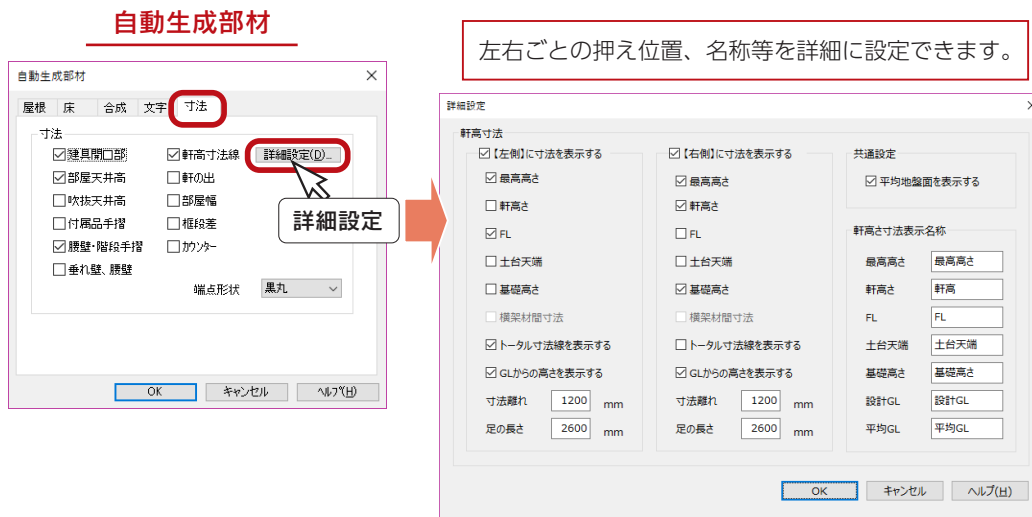 自動生成部材
左右ごとの押え位置、名称等を詳細に設定できます。
自動生成部材
屋根 床 合成 文字 寸法
寸法
建具開口部
軒高寸法線
詳細設定(D)...
部屋天井高
軒の出
吹抜天井高
部屋幅
付属品手摺
框段差
腰壁・階段手摺
カウンター
垂れ壁、腰壁
端点形状 黒丸
OK キャンセル ヘルプ(H)
詳細設定
詳細設定
軒高寸法
【左側】に寸法を表示する
最高高さ
軒高さ
FL
土台天端
基礎高さ
横架材間寸法
トータル寸法線を表示する
GLからの高さを表示する
寸法離れ 1200 mm
足の長さ 2600 mm
【右側】に寸法を表示する
最高高さ
軒高さ
FL
土台天端
基礎高さ
横架材間寸法
トータル寸法線を表示する
GLからの高さを表示する
寸法離れ 1200 mm
足の長さ 2600 mm
共通設定
平均地盤面を表示する
軒高さ寸法表示名称
最高高さ 最高高さ
軒高さ 軒高
FL FL
土台天端 土台天端
基礎高さ 基礎高さ
設計GL 設計GL
平均GL 平均GL
OK キャンセル ヘルプ(H)